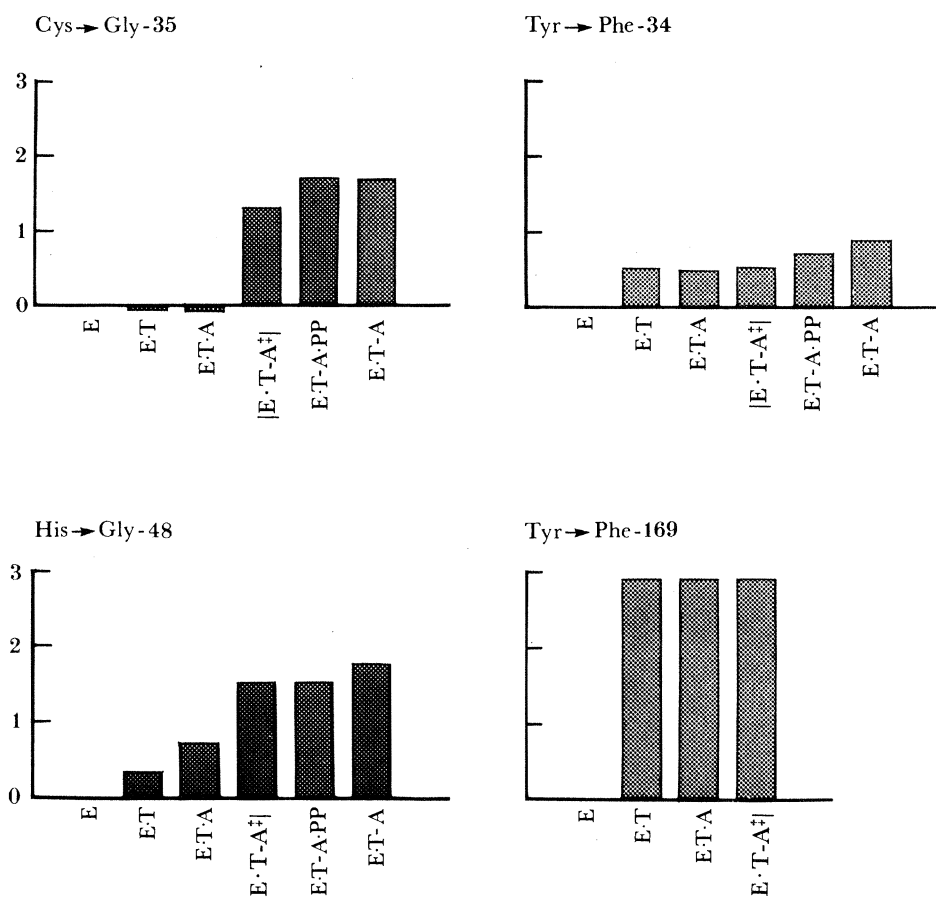 Cys→Gly-35
3
2
1
0
E
E·T
E·T·A
|E·T-A‡|
E·T-A·PP
E·T-A
Tyr→Phe-34
E
E·T
E·T·A
|E·T-A‡|
E·T-A·PP
E·T-A
His→Gly-48
3
2
1
0
E
E·T
E·T·A
|E·T-A‡|
E·T-A·PP
E·T-A
Tyr→Phe-169
E
E·T
E·T·A
|E·T-A‡|